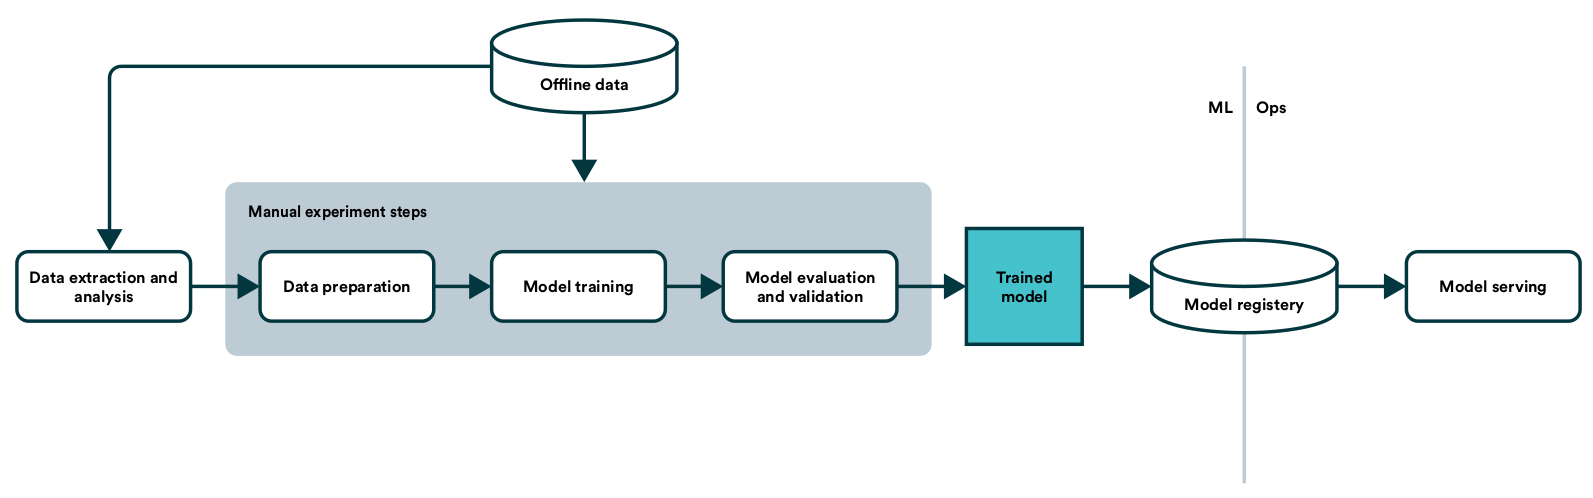 Offline data
ML
Ops
Manual experiment steps
Data extraction and
analysis
Data preparation
Model training
Model evaluation
and validation
Trained
model
Model registery
Model serving